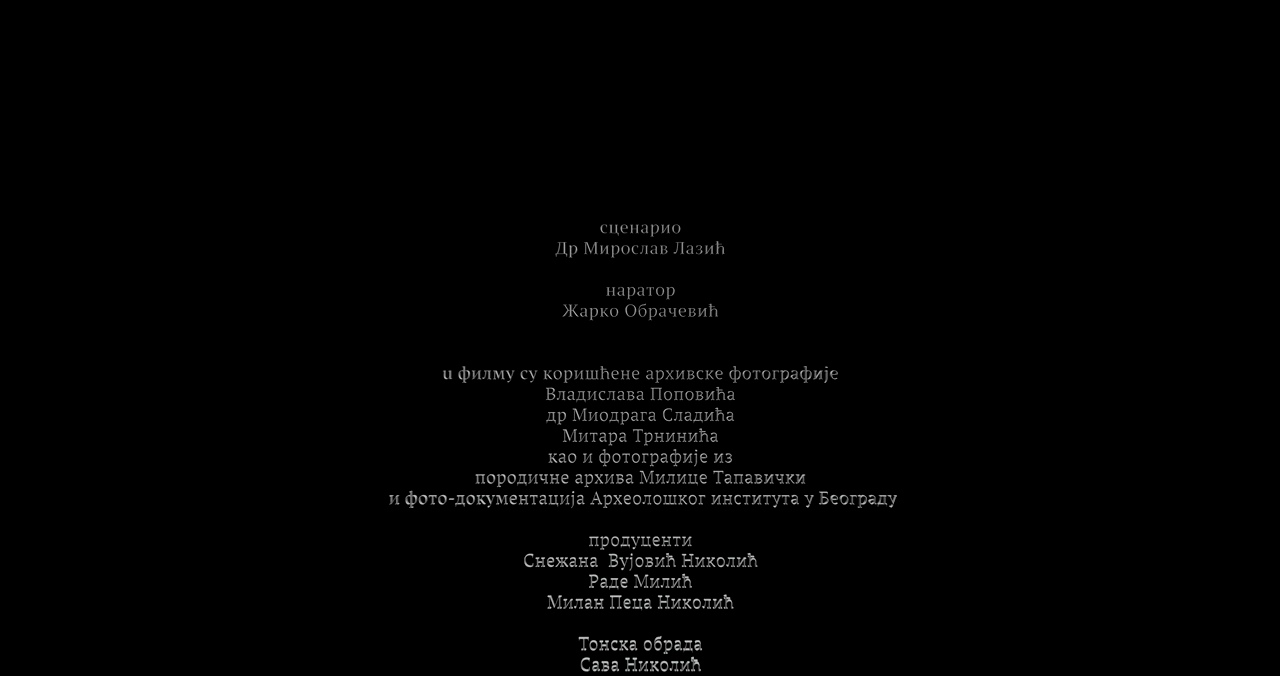 сценарио
Др Мирослав Лазић
наратор
Жарко Обрачевић
и филму су коришћене архивске фотографије
Владислава Поповића
др Миодрага Сладића
Митара Трнинића
као и фотографије из
породичне архива Милице Тапавички
и фото-документација Археолошког института у Београду
продуценти
Снежана Вујовић Николић
Раде Милић
Милан Пеца Николић
Тонска обрада
Сава Николић